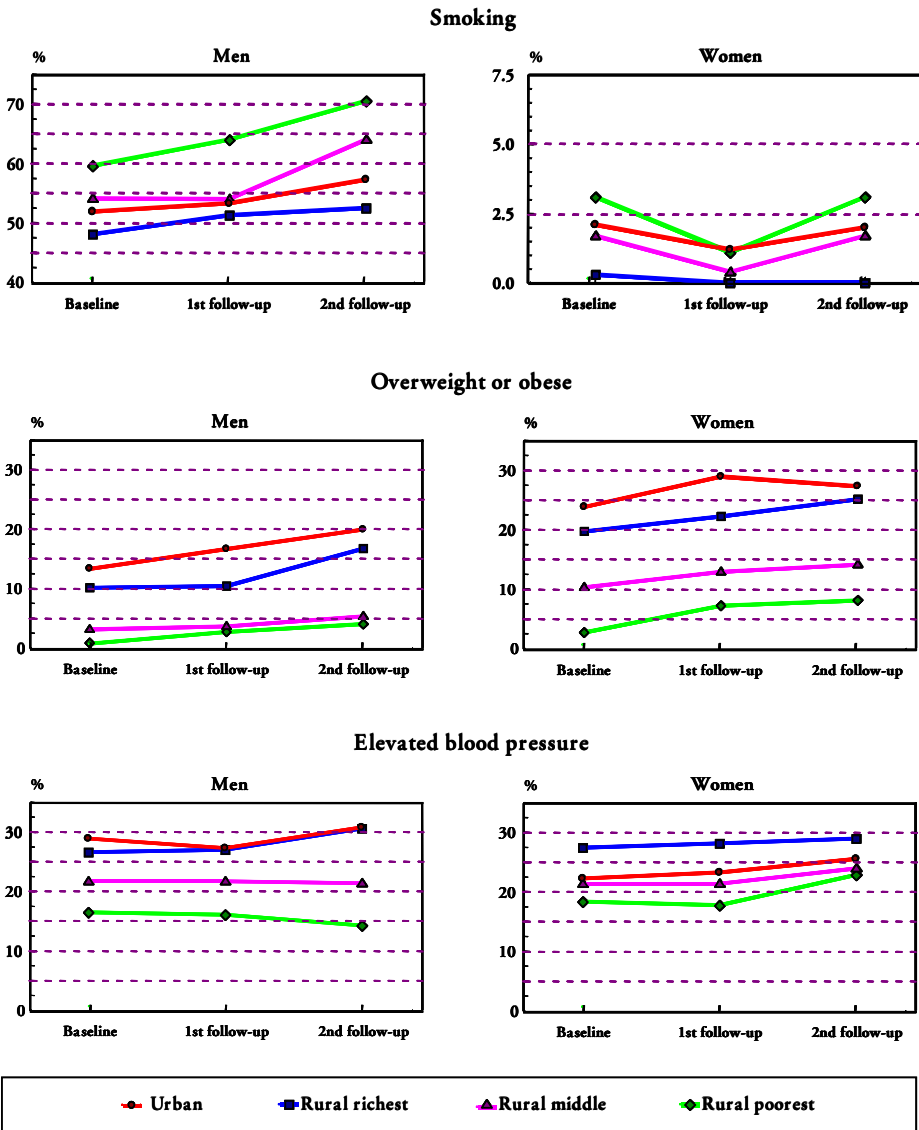 Smoking
% Men % Women
70
60
50
40
Baseline 1st follow-up 2nd follow-up
7.5
5.0
2.5
0.0
Baseline 1st follow-up 2nd follow-up
Overweight or obese
% Men % Women
30
20
10
0
Baseline 1st follow-up 2nd follow-up
30
20
10
0
Baseline 1st follow-up 2nd follow-up
Elevated blood pressure
% Men % Women
30
20
10
0
Baseline 1st follow-up 2nd follow-up
30
20
10
0
Baseline 1st follow-up 2nd follow-up
Urban Rural richest Rural middle Rural poorest